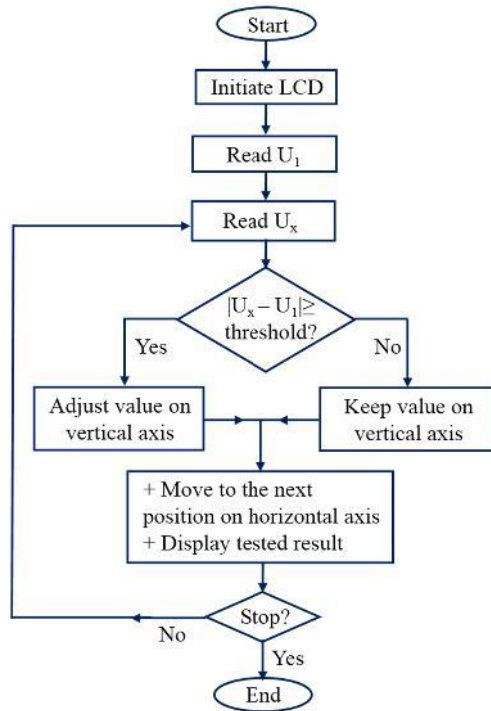 Start
Initiate LCD
Read U₁
Read Uₓ
|Uₓ – U₁|≥
threshold?
Yes
No
Adjust value on
vertical axis
Keep value on
vertical axis
+ Move to the next
position on horizontal axis
+ Display tested result
Stop?
No
Yes
End